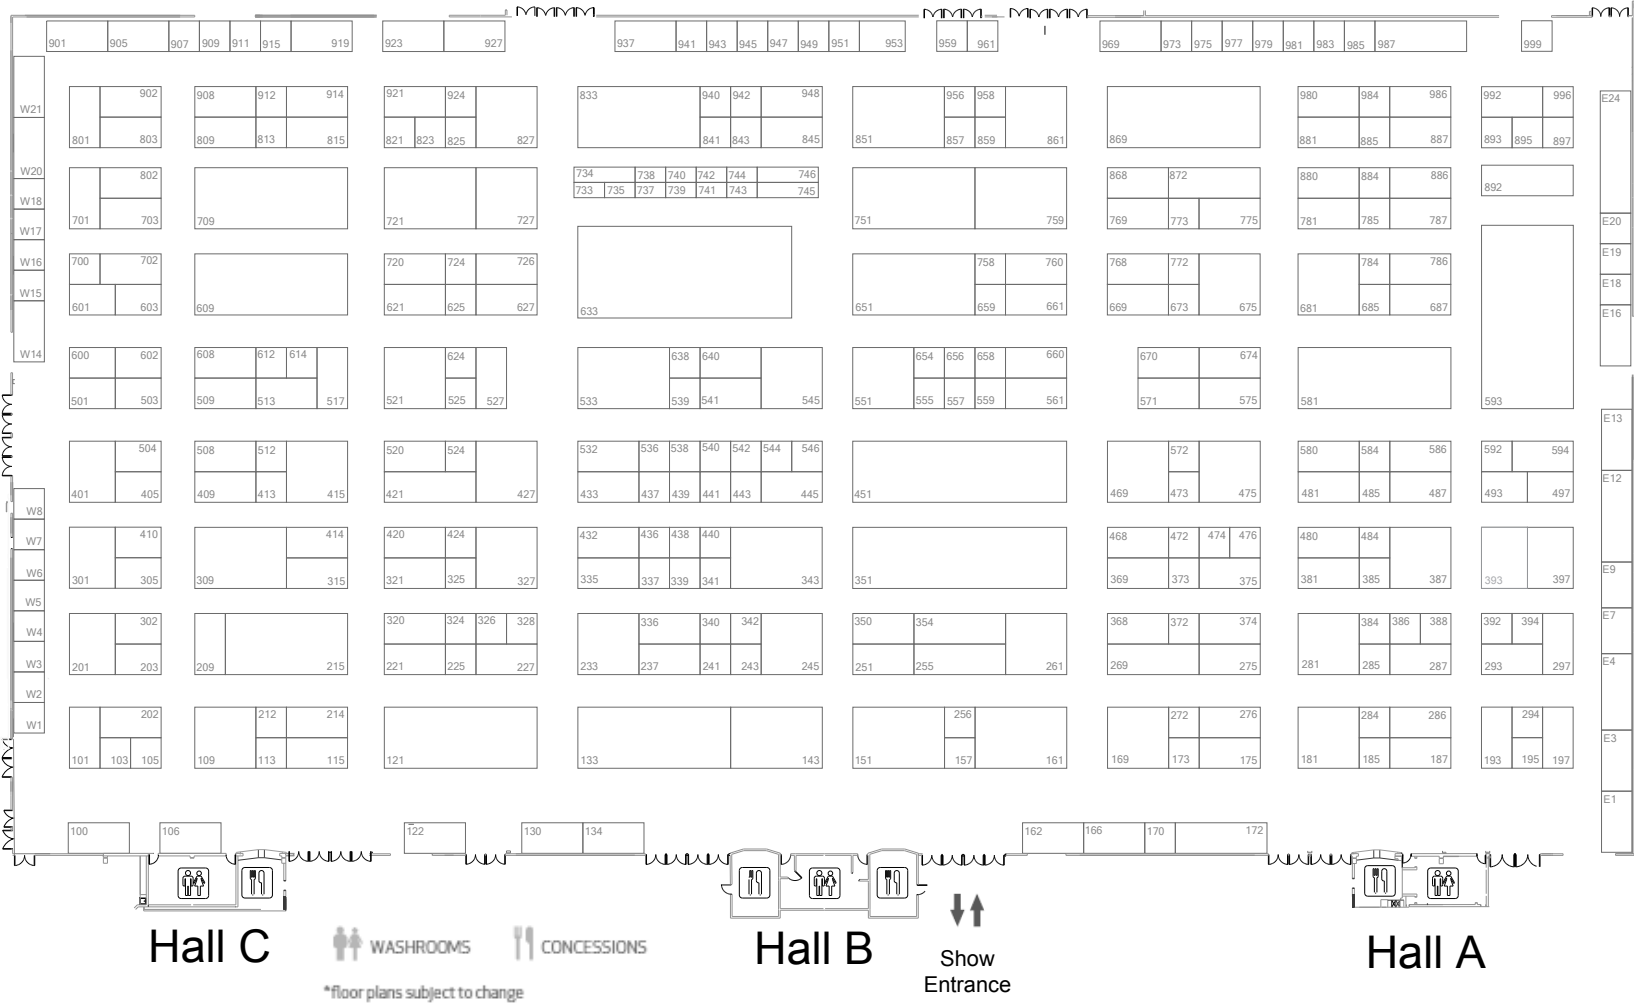 901 905 907 909 911 915 919 923 927 937 941 943 945 947 949 951 953 959 961 969 973 975 977 979 981 983 985 987 999
902 908 912 914 921 924 833 940 942 948 956 958 980 984 986 992 996 E24
W21
801 803 809 813 815 821 823 825 827 841 843 845 851 857 859 861 869 881 885 887 893 895 897
W20 802 734 738 740 742 744 746 868 872 880 884 886
733 735 737 739 741 743 745 892
W18
701 703 709 721 727 751 759 769 773 775 781 785 787 E20
W17
W16 700 702 720 724 726 758 760 768 772 784 786 E19
E18
W15
601 603 609 621 625 627 633 651 659 661 669 673 675 681 685 687 E16
W14 600 602 608 612 614 624 638 640 654 656 658 660 670 674
501 503 509 513 517 521 525 527 533 539 541 545 551 555 557 559 561 571 575 581 593
E13
504 508 512 520 524 532 536 538 540 542 544 546 572 580 584 586 592 594
E12
401 405 409 413 415 421 427 433 437 439 441 443 445 451 469 473 475 481 485 487 493 497
W8
W7 410 414 420 424 432 436 438 440 468 472 474 476 480 484
W6 E9
301 305 309 315 321 325 327 335 337 339 341 343 351 369 373 375 381 385 387 393 397
W5
302 320 324 326 328 336 340 342 350 354 368 372 374 384 386 388 392 394 E7
W4
W3 201 203 209 215 221 225 227 233 237 241 243 245 251 255 261 269 275 281 285 287 293 297 E4
W2
W1 202 212 214 256 272 276 284 286 294
E3
101 103 105 109 113 115 121 133 143 151 157 161 169 173 175 181 185 187 193 195 197
E1
100 106 122 130 134 162 166 170 172
Hall C WASHROOMS CONCESSIONS Hall B Hall A
Show
Entrance
*floor plans subject to change